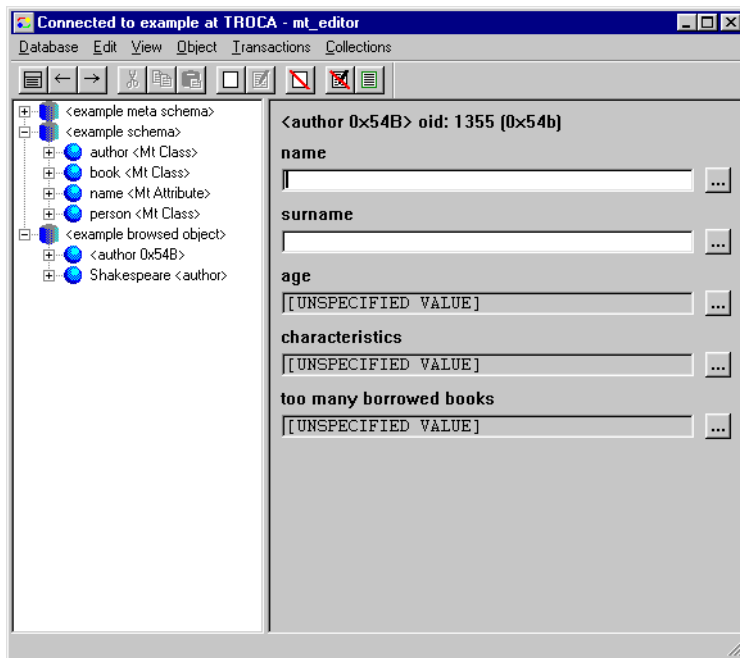 Connected to example at TROCA - mt_editor
Database Edit View Object Transactions Collections
<example meta schema>
<example schema>
author <Mt Class>
book <Mt Class>
name <Mt Attribute>
person <Mt Class>
<example browsed object>
<author 0x54B>
Shakespeare <author>
<author 0x54B> oid: 1355 (0x54b)
name
...
surname
...
age
[UNSPECIFIED VALUE]
...
characteristics
[UNSPECIFIED VALUE]
...
too many borrowed books
[UNSPECIFIED VALUE]
...